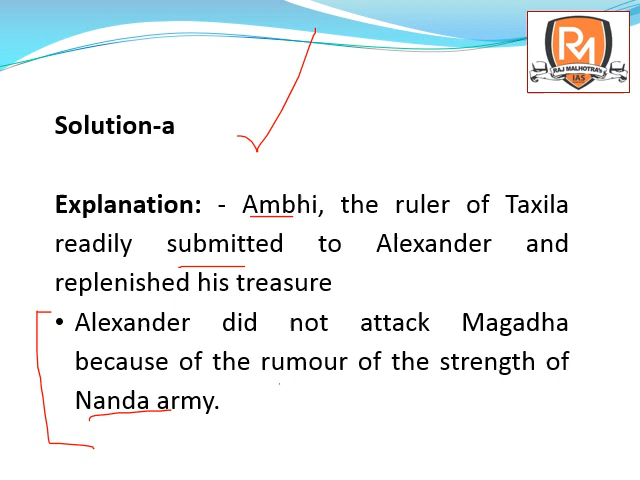 RM
RAJ MALHOTRA'S
IAS
Solution-a
Explanation: - Ambhi, the ruler of Taxila
readily submitted to Alexander and
replenished his treasure
• Alexander did not attack Magadha
because of the rumour of the strength of
Nanda army.